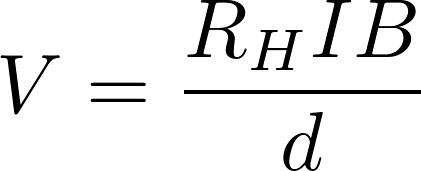 V = \frac{R_H I B}{d}